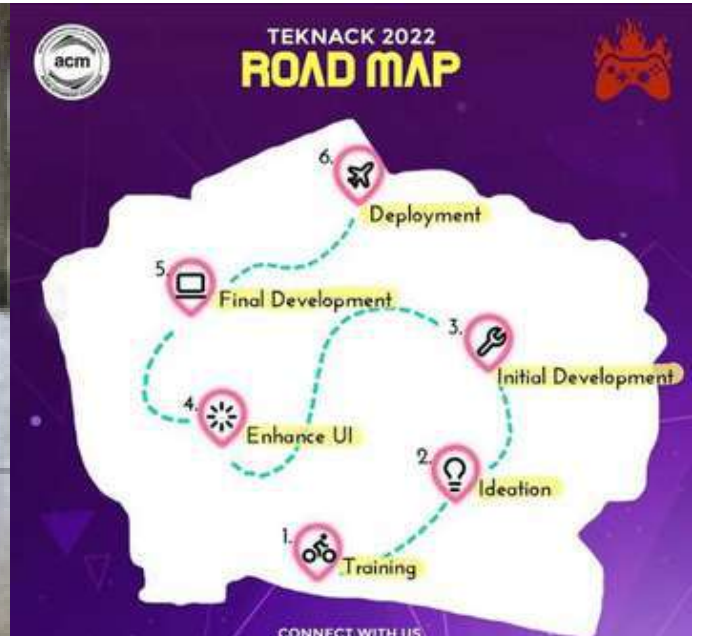 TEKNACK 2022
ROAD MAP
acm
6.
Deployment
5.
Final Development
3.
Initial Development
4.
Enhance UI
2.
Ideation
1.
Training
CONNECT WITH US